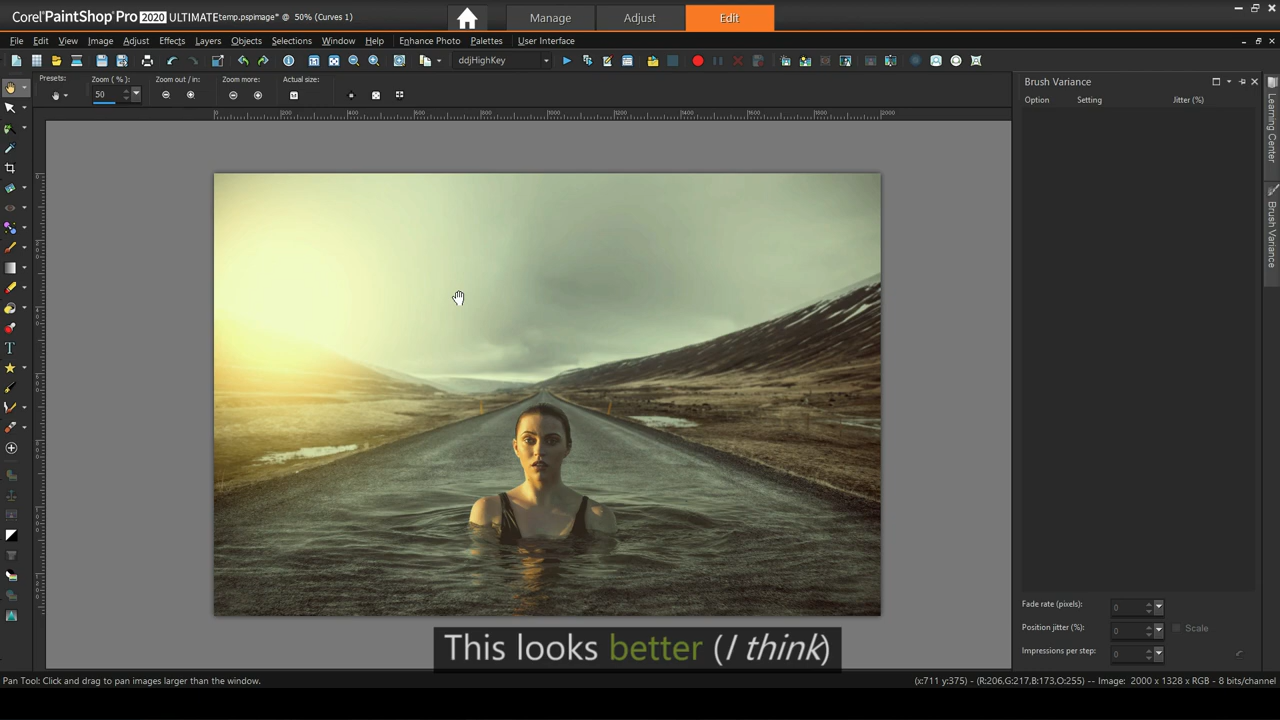 Corel® PaintShop® Pro 2020 ULTIMATE temp.pspimage* @ 50% (Curves 1)
Manage
Adjust
Edit
File Edit View Image Adjust Effects Layers Objects Selections Window Help Enhance Photo Palettes User Interface
ddjHighKey
Presets: Zoom (%): Zoom out / in: Zoom more: Actual size:
50
Brush Variance
Option Setting Jitter (%)
Learning Center
Brush Variance
Fade rate (pixels): 0
Position jitter (%): 0 Scale
Impressions per step: 0
This looks better (I think)
Pan Tool: Click and drag to pan images larger than the window.
(x:711 y:375) -- (R:206,G:217,B:173,O:255) -- Image: 2000 x 1328 x RGB - 8 bits/channel